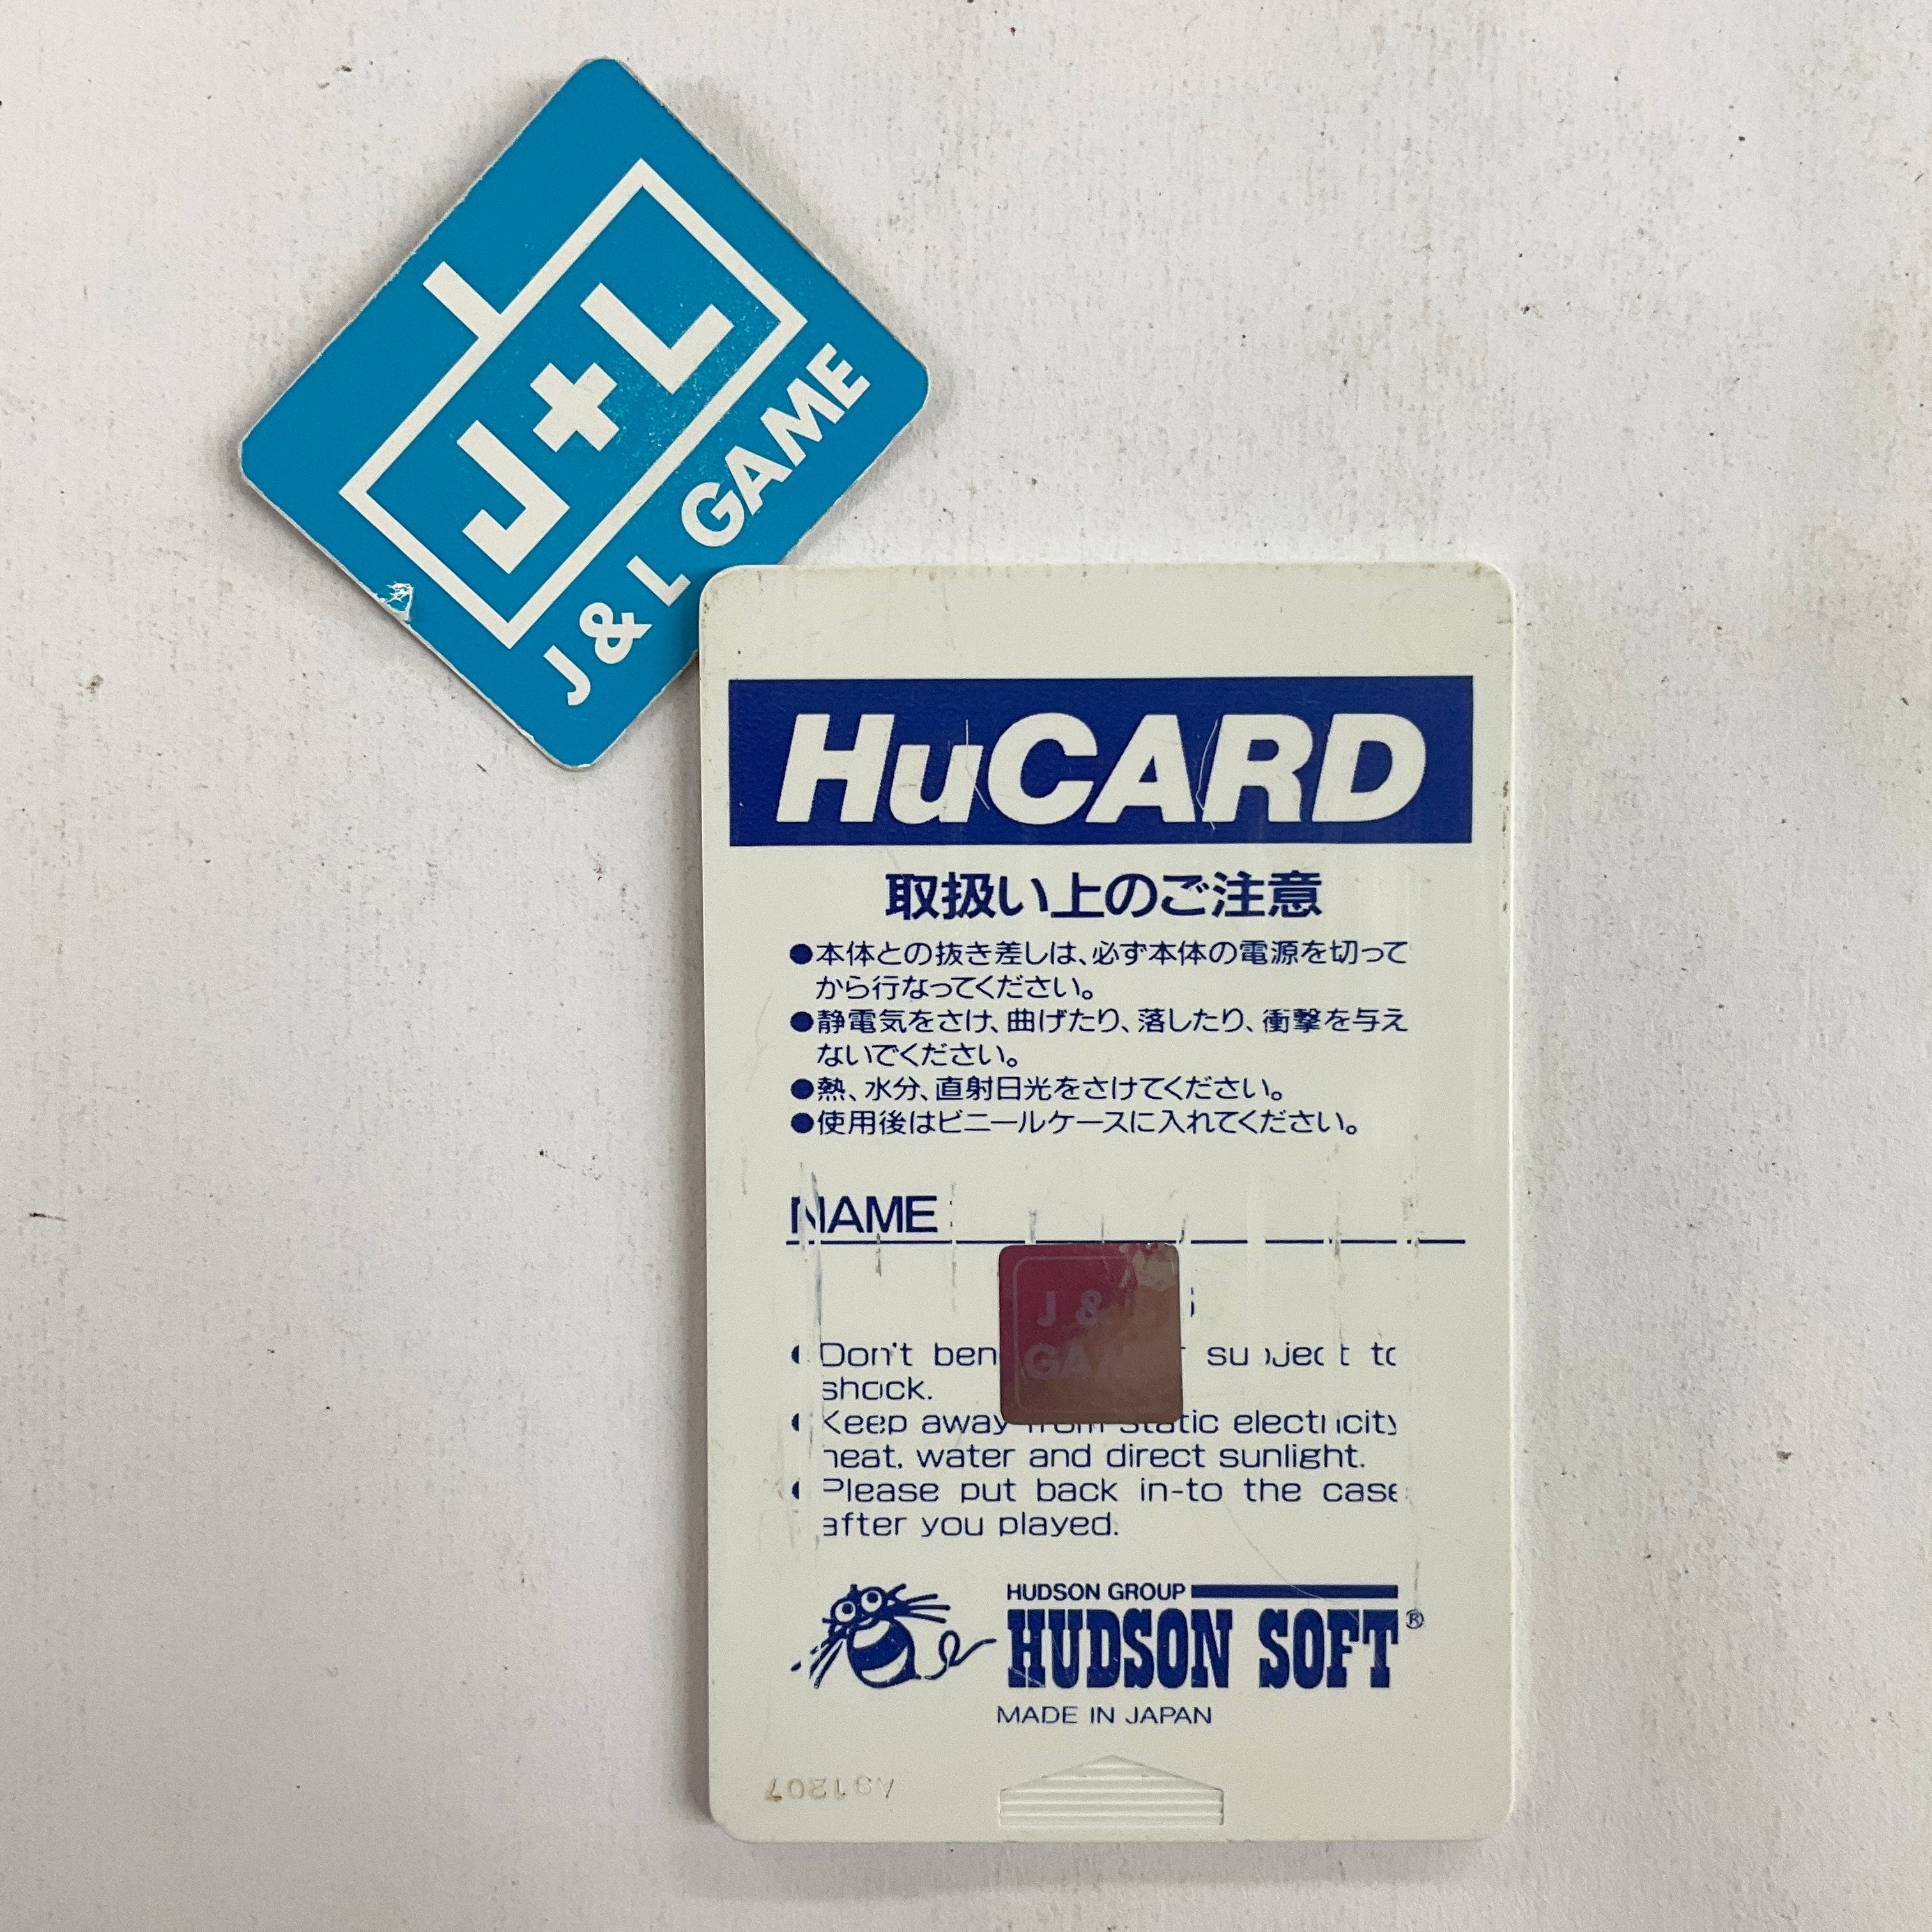 J+L
J & L GAME
HuCARD
取扱い上のご注意
●本体との抜き差しは、必ず本体の電源を切って
から行なってください。
●静電気をさけ、曲げたり、落したり、衝撃を与え
ないでください。
●熱、水分、直射日光をさけてください。
●使用後はビニールケースに入れてください。
NAME
J &
GAME
Don't subject to
shock.
Keep away from static electricity
heat, water and direct sunlight.
Please put back in-to the case
after you played.
HUDSON GROUP
HUDSON SOFT®
MADE IN JAPAN